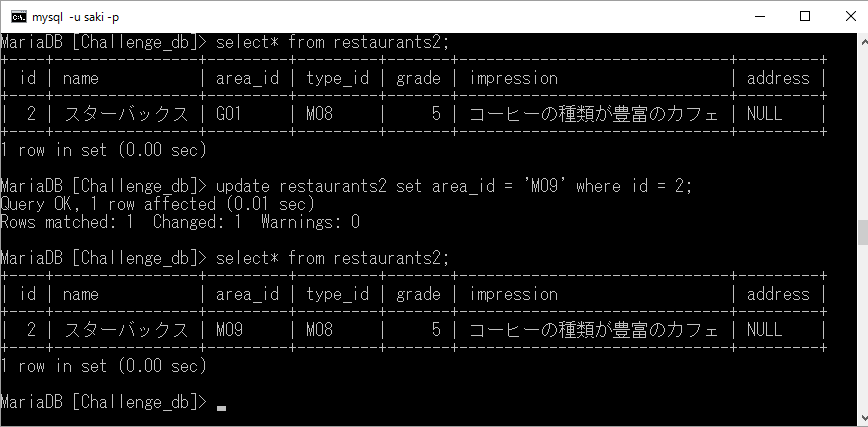 mysql -u saki -p
MariaDB [Challenge_db]> select* from restaurants2;
+----+----------------+---------+---------+-------+------------------------------+---------+
| id | name | area_id | type_id | grade | impression | address |
+----+----------------+---------+---------+-------+------------------------------+---------+
| 2 | スターバックス | G01 | M08 | 5 | コーヒーの種類が豊富のカフェ | NULL |
+----+----------------+---------+---------+-------+------------------------------+---------+
1 row in set (0.00 sec)
MariaDB [Challenge_db]> update restaurants2 set area_id = 'M09' where id = 2;
Query OK, 1 row affected (0.01 sec)
Rows matched: 1 Changed: 1 Warnings: 0
MariaDB [Challenge_db]> select* from restaurants2;
+----+----------------+---------+---------+-------+------------------------------+---------+
| id | name | area_id | type_id | grade | impression | address |
+----+----------------+---------+---------+-------+------------------------------+---------+
| 2 | スターバックス | M09 | M08 | 5 | コーヒーの種類が豊富のカフェ | NULL |
+----+----------------+---------+---------+-------+------------------------------+---------+
1 row in set (0.00 sec)
MariaDB [Challenge_db]> _